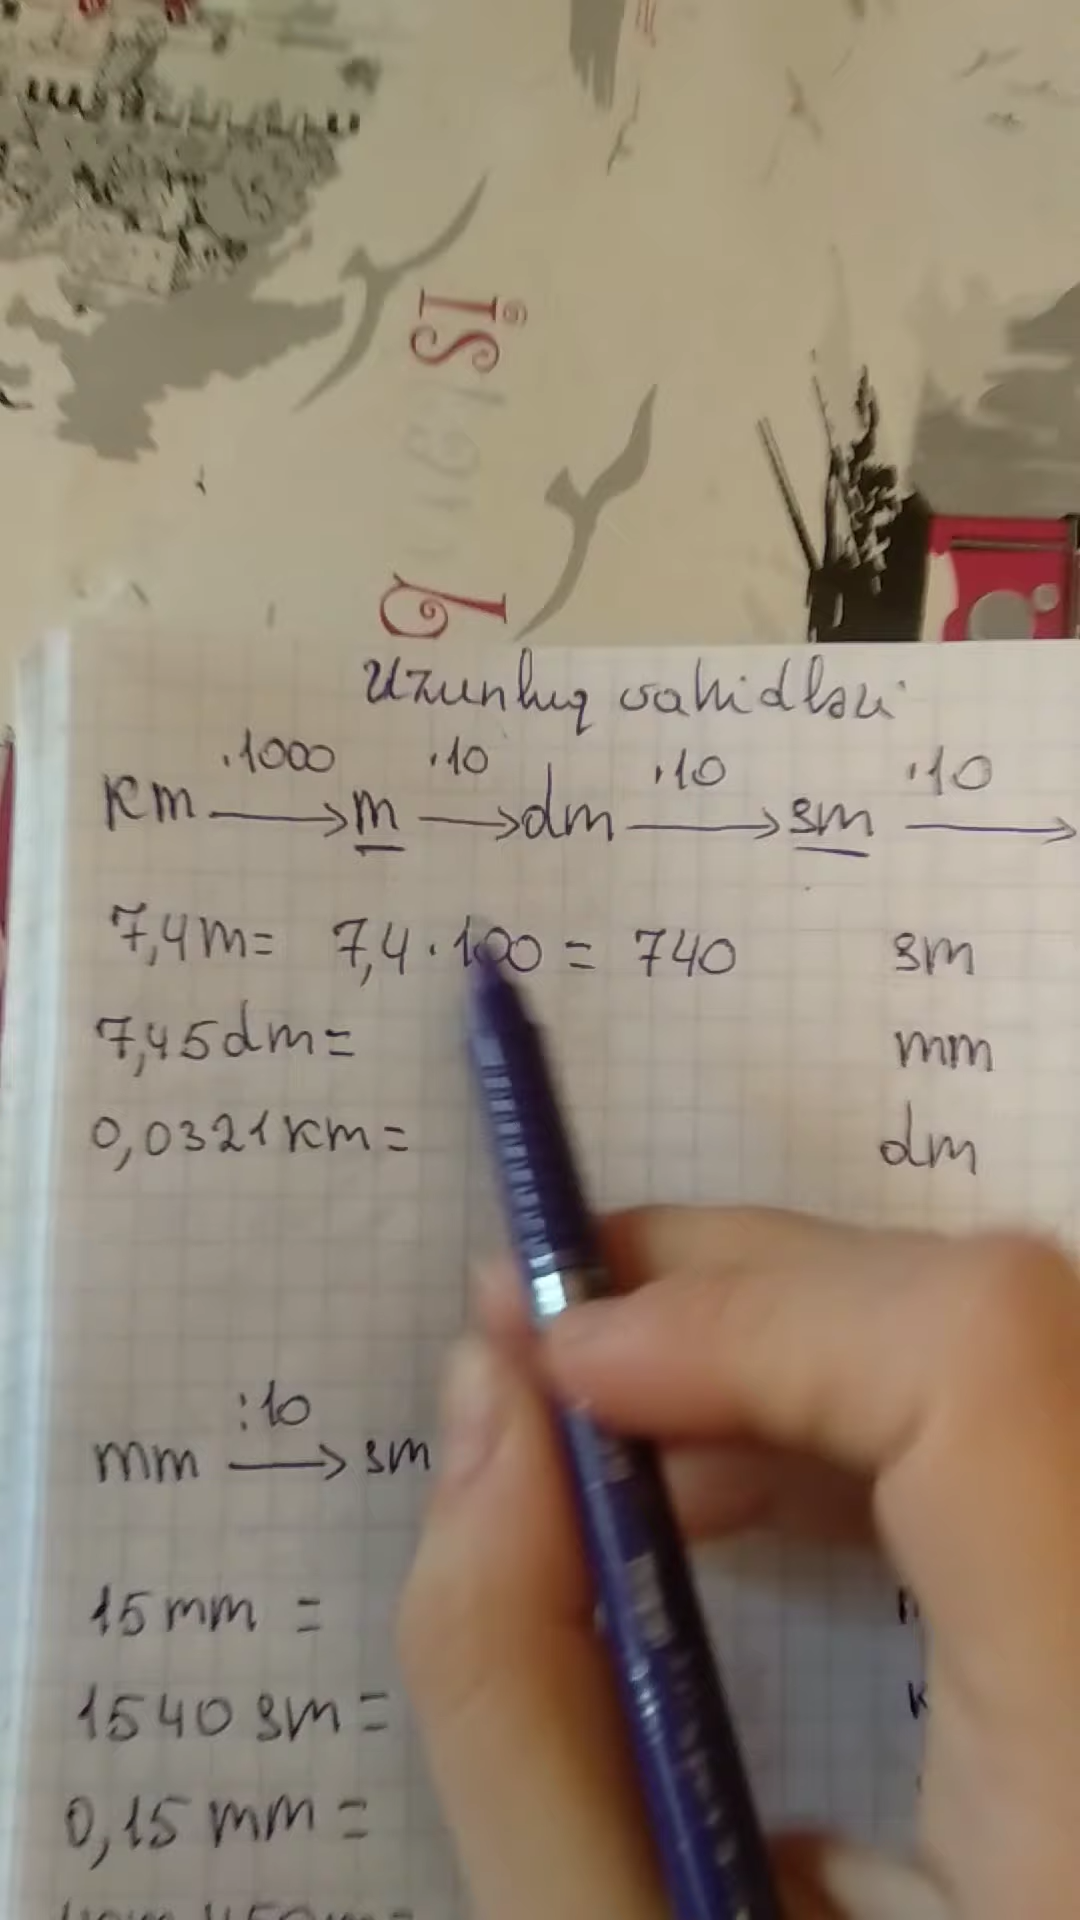 Uzunluq vahidləri
·1000 ·10 ·10 ·10
km → m → dm → sm →
7,4m= 7,4·100= 740 sm
7,45dm= mm
0,0321km= dm
:10
mm → sm
15mm =
1540 sm=
0,15 mm=